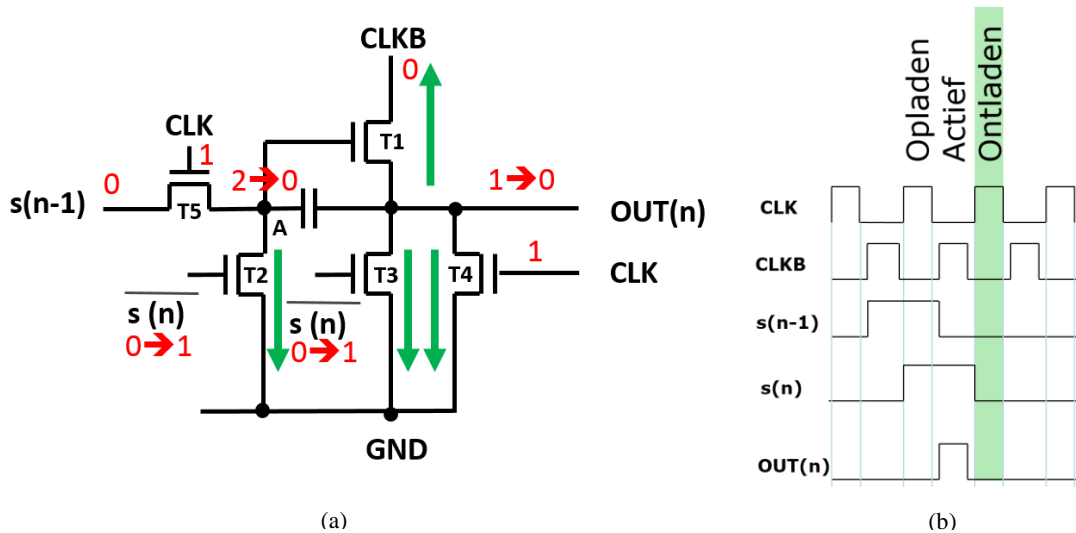 CLKB
0
T1
CLK
1
s(n-1)
0
T5
2➔0
A
1➔0
OUT(n)
T2
T3
T4
1
CLK
s (n)
0➔1
s (n)
0➔1
GND
(a)
Opladen
Actief
Ontladen
CLK
CLKB
s(n-1)
s(n)
OUT(n)
(b)